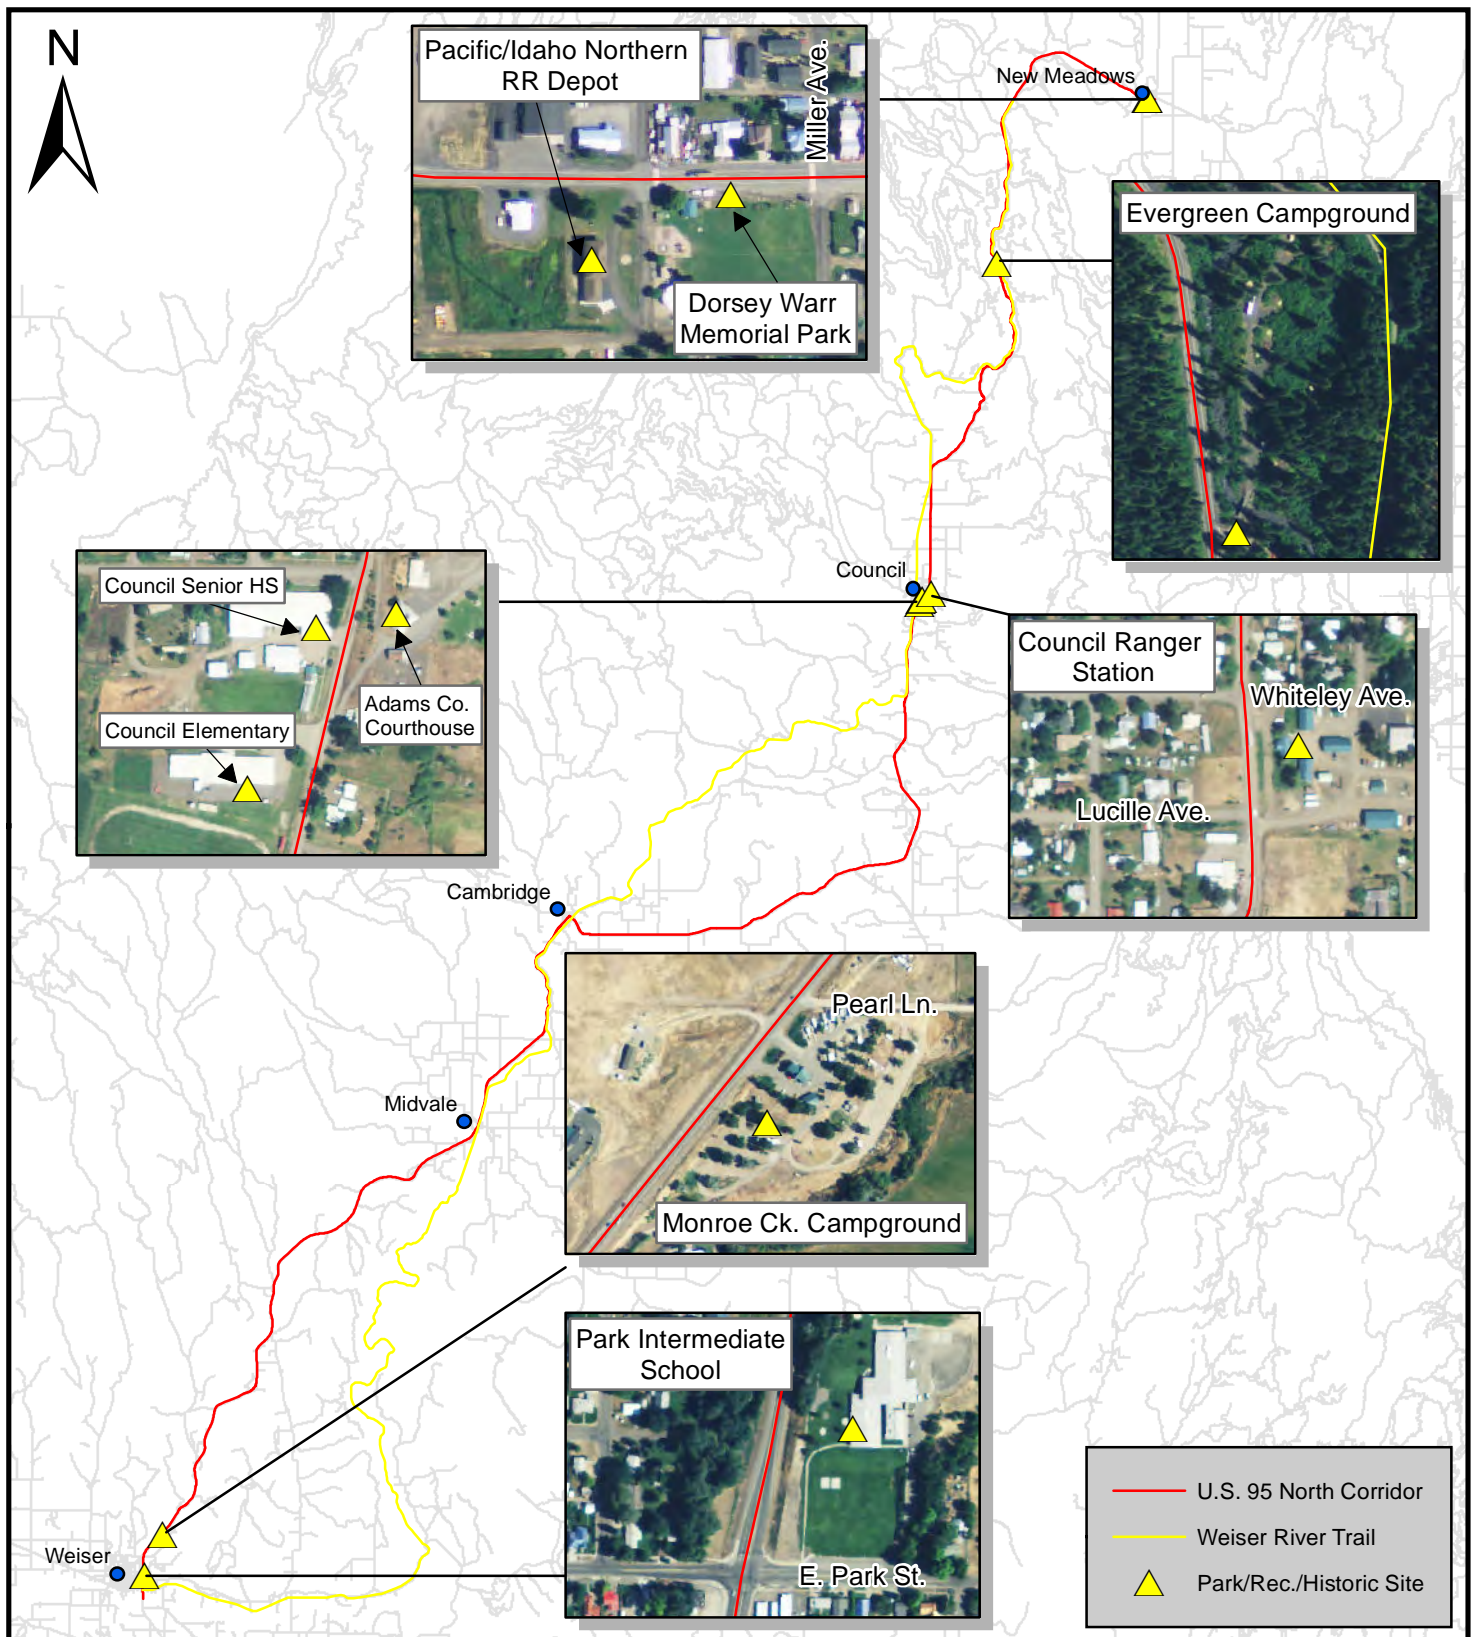 N
Pacific/Idaho Northern
RR Depot
Miller Ave.
Dorsey Warr
Memorial Park
New Meadows
Evergreen Campground
Council
Council Senior HS
Adams Co.
Courthouse
Council Elementary
Council Ranger
Station
Whiteley Ave.
Lucille Ave.
Cambridge
Pearl Ln.
Monroe Ck. Campground
Midvale
Park Intermediate
School
E. Park St.
Weiser
U.S. 95 North Corridor
Weiser River Trail
Park/Rec./Historic Site